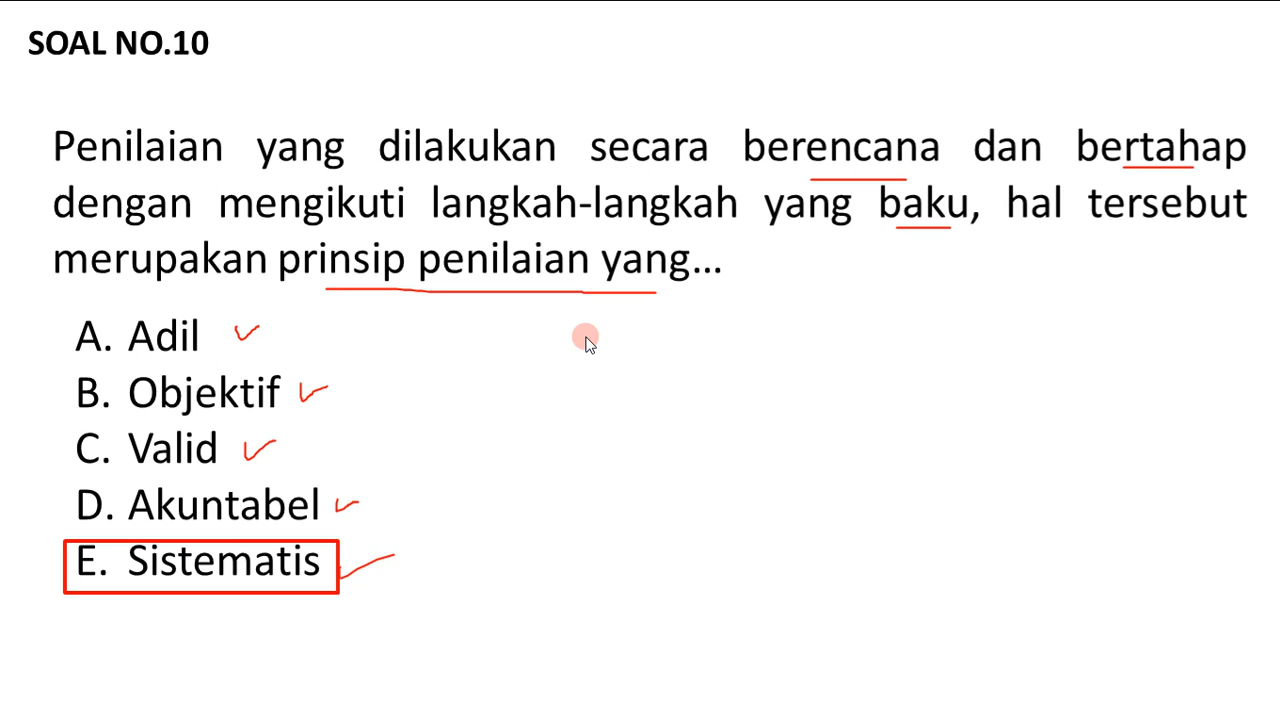 SOAL NO.10
Penilaian yang dilakukan secara berencana dan bertahap
dengan mengikuti langkah-langkah yang baku, hal tersebut
merupakan prinsip penilaian yang...
A. Adil
B. Objektif
C. Valid
D. Akuntabel
E. Sistematis